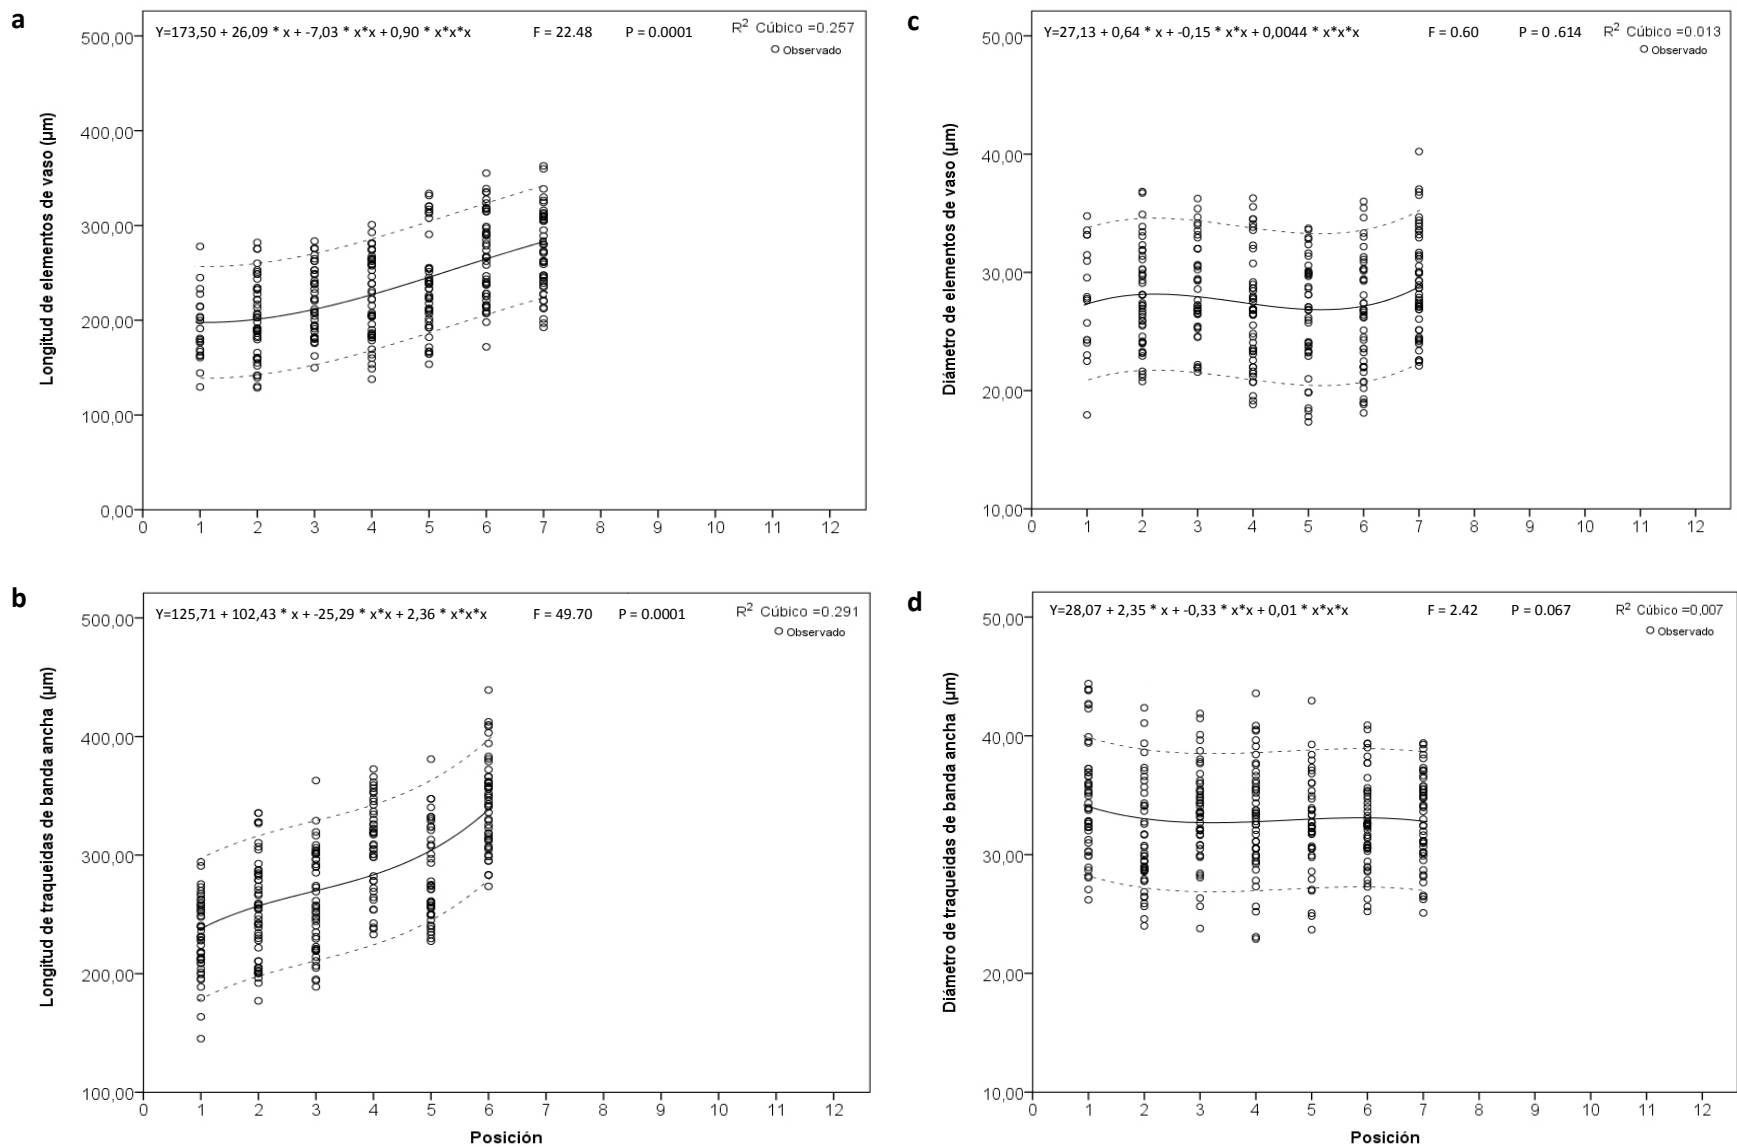 a
Y=173,50 + 26,09 * x + -7,03 * x*x + 0,90 * x*x*x F = 22.48 P = 0.0001 R² Cúbico =0.257
Observado
Longitud de elementos de vaso (µm)
500,00
400,00
300,00
200,00
100,00
0,00
0 1 2 3 4 5 6 7 8 9 10 11 12
c
Y=27,13 + 0,64 * x + -0,15 * x*x + 0,0044 * x*x*x F = 0.60 P = 0 .614 R² Cúbico =0.013
Observado
Diámetro de elementos de vaso (µm)
50,00
40,00
30,00
20,00
10,00
0 1 2 3 4 5 6 7 8 9 10 11 12
b
Y=125,71 + 102,43 * x + -25,29 * x*x + 2,36 * x*x*x F = 49.70 P = 0.0001 R² Cúbico =0.291
Observado
Longitud de traqueidas de banda ancha (µm)
500,00
400,00
300,00
200,00
100,00
0 1 2 3 4 5 6 7 8 9 10 11 12
Posición
d
Y=28,07 + 2,35 * x + -0,33 * x*x + 0,01 * x*x*x F = 2.42 P = 0.067 R² Cúbico =0,007
Observado
Diámetro de traqueidas de banda ancha (µm)
50,00
40,00
30,00
20,00
10,00
0 1 2 3 4 5 6 7 8 9 10 11 12
Posición